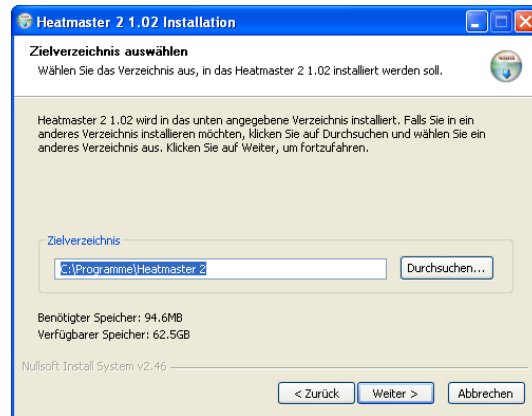 Heatmaster 2 1.02 Installation
Zielverzeichnis auswählen
Wählen Sie das Verzeichnis aus, in das Heatmaster 2 1.02 installiert werden soll.
Heatmaster 2 1.02 wird in das unten angegebene Verzeichnis installiert. Falls Sie in ein
anderes Verzeichnis installieren möchten, klicken Sie auf Durchsuchen und wählen Sie ein
anderes Verzeichnis aus. Klicken Sie auf Weiter, um fortzufahren.
Zielverzeichnis
C:\Programme\Heatmaster 2
Durchsuchen...
Benötigter Speicher: 94.6MB
Verfügbarer Speicher: 62.5GB
Nullsoft Install System v2.46
< Zurück
Weiter >
Abbrechen